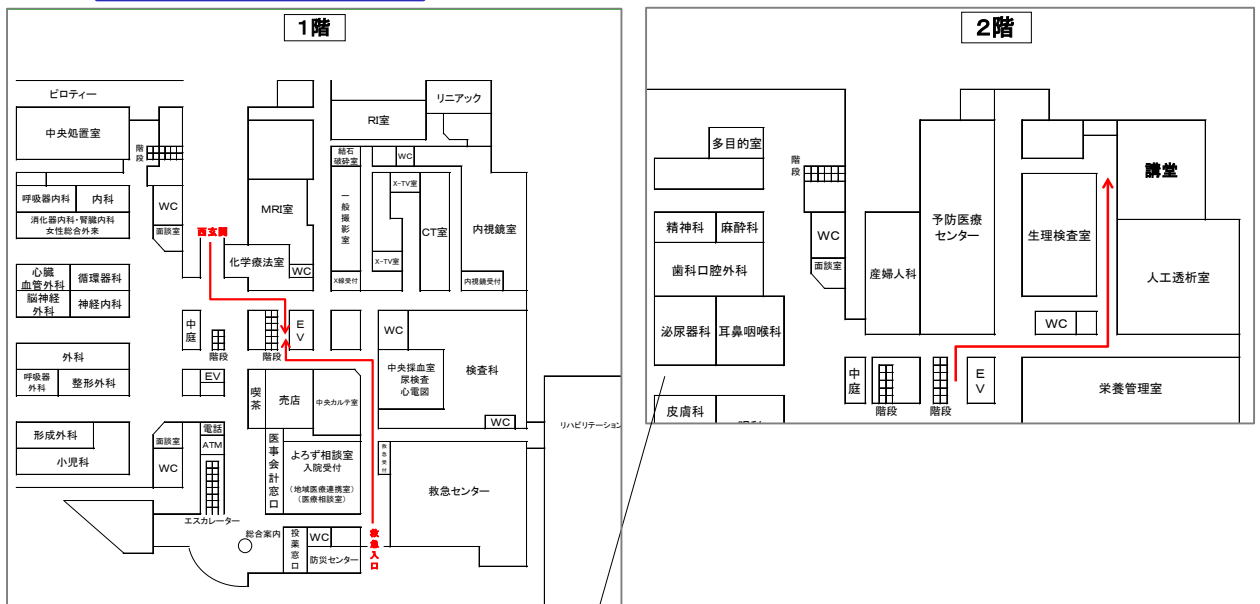 1階
ピロティー
中央処置室
階段
呼吸器内科
内科
消化器内科・腎臓内科
女性総合外来
WC
面談室
西玄関
心臓
血管外科
循環器科
脳神経
外科
神経内科
外科
呼吸器
外科
整形外科
形成外科
小児科
面談室
WC
中庭
階段
EV
電話
ATM
エスカレーター
総合案内
MRI室
化学療法室
WC
階段
EV
喫茶
売店
中央カルテ室
医事会計窓口
よろず相談室
入院受付
(地域医療連携室)
(医療相談室)
投薬窓口
WC
防災センター
救急入口
RI室
リニアック
結石
破砕室
WC
一般撮影室
X-TV室
X-TV室
CT室
内視鏡室
X線受付
内視鏡受付
WC
中央採血室
尿検査
心電図
検査科
WC
救急受付
救急センター
リハビリテーション
2階
多目的室
階段
精神科
麻酔科
歯科口腔外科
泌尿器科
耳鼻咽喉科
皮膚科
WC
面談室
産婦人科
予防医療
センター
生理検査室
講堂
人工透析室
WC
中庭
階段
階段
EV
栄養管理室